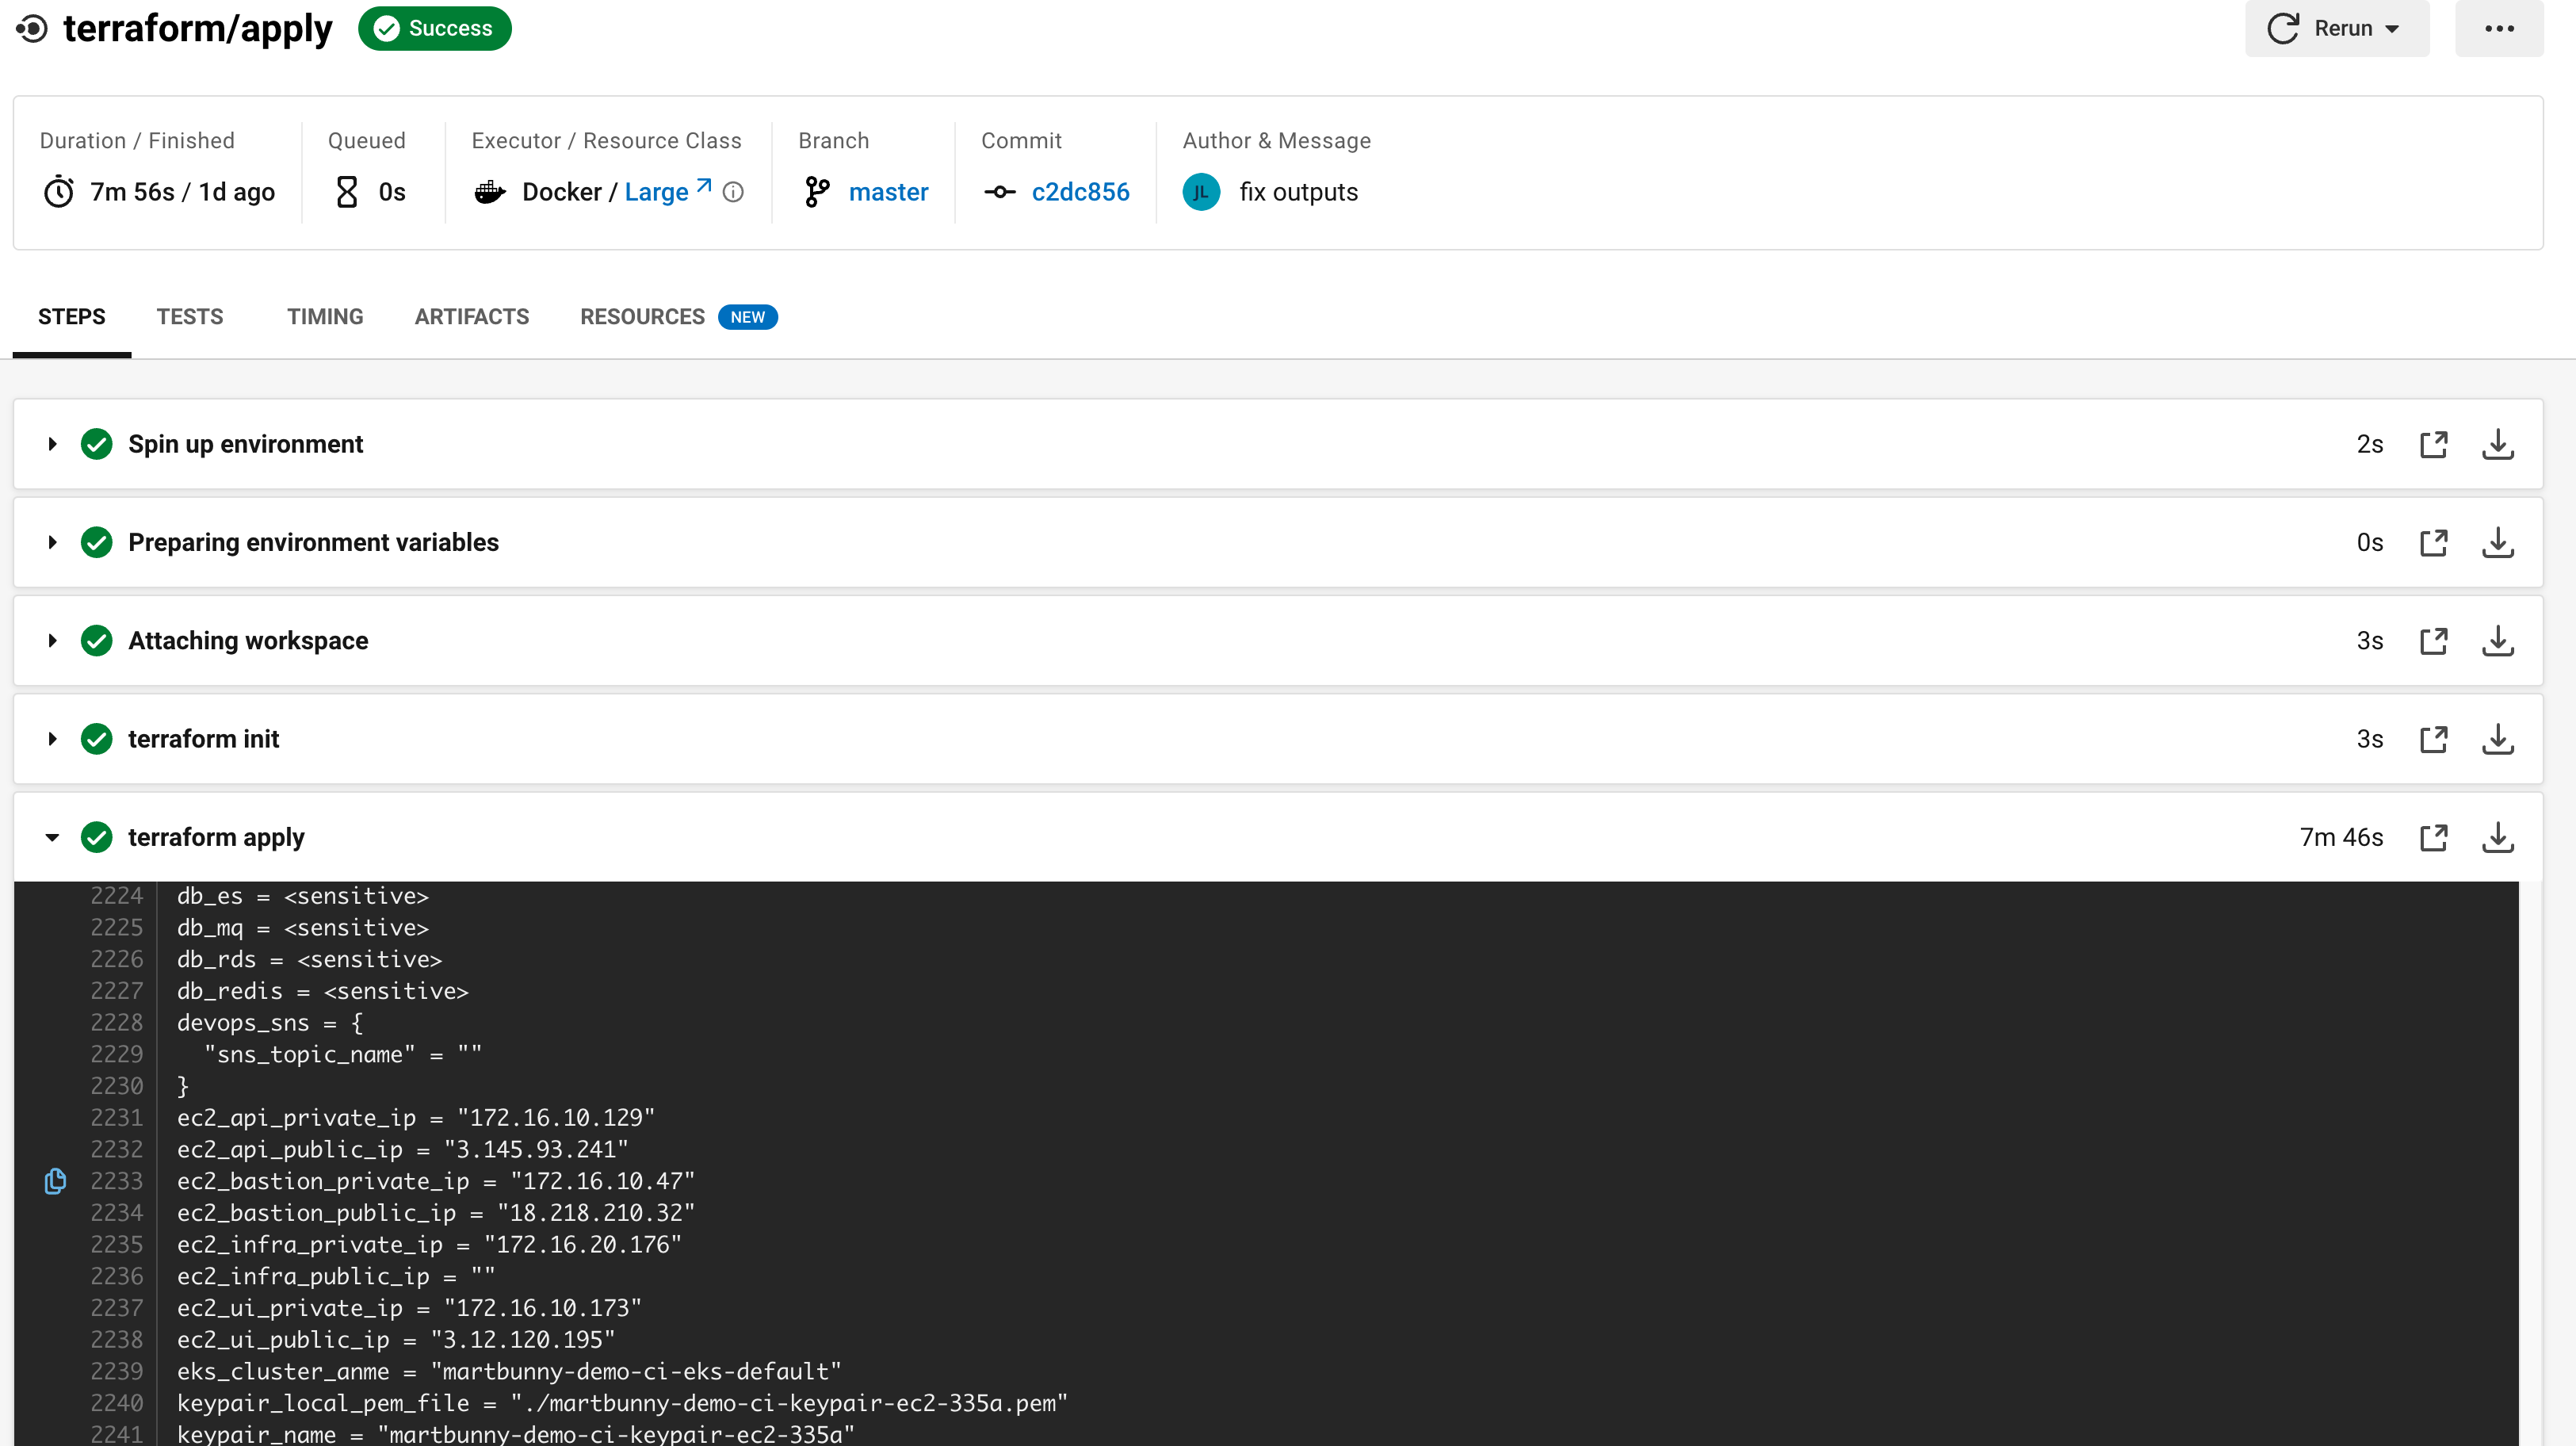 terraform/apply Success Rerun
Duration / Finished Queued Executor / Resource Class Branch Commit Author & Message
7m 56s / 1d ago 0s Docker / Large master c2dc856 JL fix outputs
STEPS TESTS TIMING ARTIFACTS RESOURCES NEW
Spin up environment 2s
Preparing environment variables 0s
Attaching workspace 3s
terraform init 3s
terraform apply 7m 46s
2224 db_es = <sensitive>
2225 db_mq = <sensitive>
2226 db_rds = <sensitive>
2227 db_redis = <sensitive>
2228 devops_sns = {
2229 "sns_topic_name" = ""
2230 }
2231 ec2_api_private_ip = "172.16.10.129"
2232 ec2_api_public_ip = "3.145.93.241"
2233 ec2_bastion_private_ip = "172.16.10.47"
2234 ec2_bastion_public_ip = "18.218.210.32"
2235 ec2_infra_private_ip = "172.16.20.176"
2236 ec2_infra_public_ip = ""
2237 ec2_ui_private_ip = "172.16.10.173"
2238 ec2_ui_public_ip = "3.12.120.195"
2239 eks_cluster_anme = "martbunny-demo-ci-eks-default"
2240 keypair_local_pem_file = "./martbunny-demo-ci-keypair-ec2-335a.pem"
2241 keypair_name = "martbunny-demo-ci-keypair-ec2-335a"